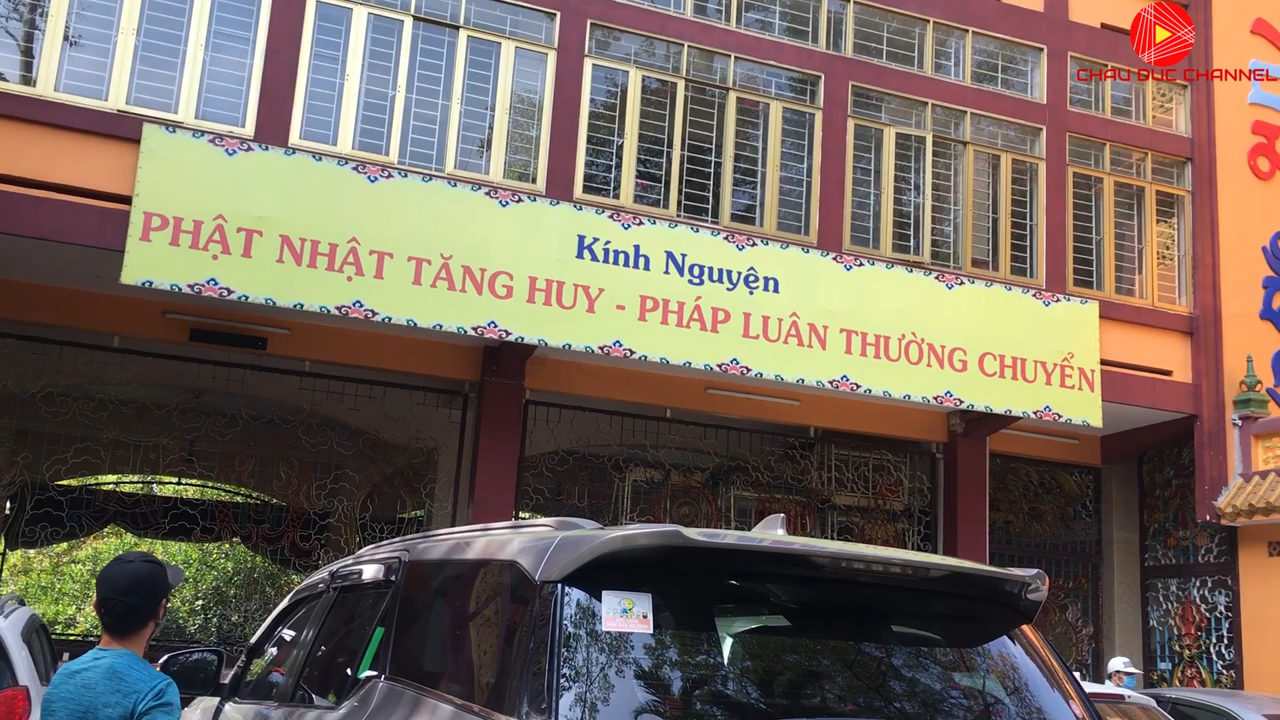 CHAU DUC CHANNEL
Kính Nguyện
PHẬT NHẬT TĂNG HUY - PHÁP LUÂN THƯỜNG CHUYỂN